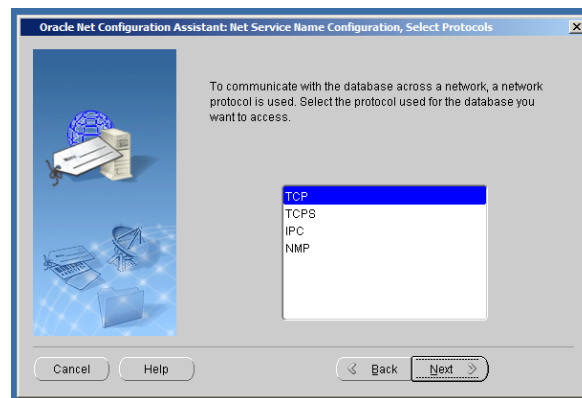 Oracle Net Configuration Assistant: Net Service Name Configuration, Select Protocols
To communicate with the database across a network, a network
protocol is used. Select the protocol used for the database you
want to access.
TCP
TCPS
IPC
NMP
Cancel Help Back Next